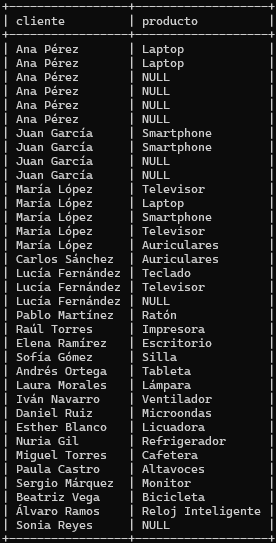 +------------------+--------------------+
| cliente          | producto           |
+------------------+--------------------+
| Ana Pérez        | Laptop             |
| Ana Pérez        | Laptop             |
| Ana Pérez        | NULL               |
| Ana Pérez        | NULL               |
| Ana Pérez        | NULL               |
| Ana Pérez        | NULL               |
| Juan García      | Smartphone         |
| Juan García      | Smartphone         |
| Juan García      | NULL               |
| Juan García      | NULL               |
| María López      | Televisor          |
| María López      | Laptop             |
| María López      | Smartphone         |
| María López      | Televisor          |
| María López      | Auriculares        |
| Carlos Sánchez   | Auriculares        |
| Lucía Fernández  | Teclado            |
| Lucía Fernández  | Televisor          |
| Lucía Fernández  | NULL               |
| Pablo Martínez   | Ratón              |
| Raúl Torres      | Impresora          |
| Elena Ramírez    | Escritorio         |
| Sofía Gómez      | Silla              |
| Andrés Ortega    | Tableta            |
| Laura Morales    | Lámpara            |
| Iván Navarro     | Ventilador         |
| Daniel Ruiz      | Microondas         |
| Esther Blanco    | Licuadora          |
| Nuria Gil        | Refrigerador       |
| Miguel Torres    | Cafetera           |
| Paula Castro     | Altavoces          |
| Sergio Márquez   | Monitor            |
| Beatriz Vega     | Bicicleta          |
| Álvaro Ramos     | Reloj Inteligente  |
| Sonia Reyes      | NULL               |
+------------------+--------------------+